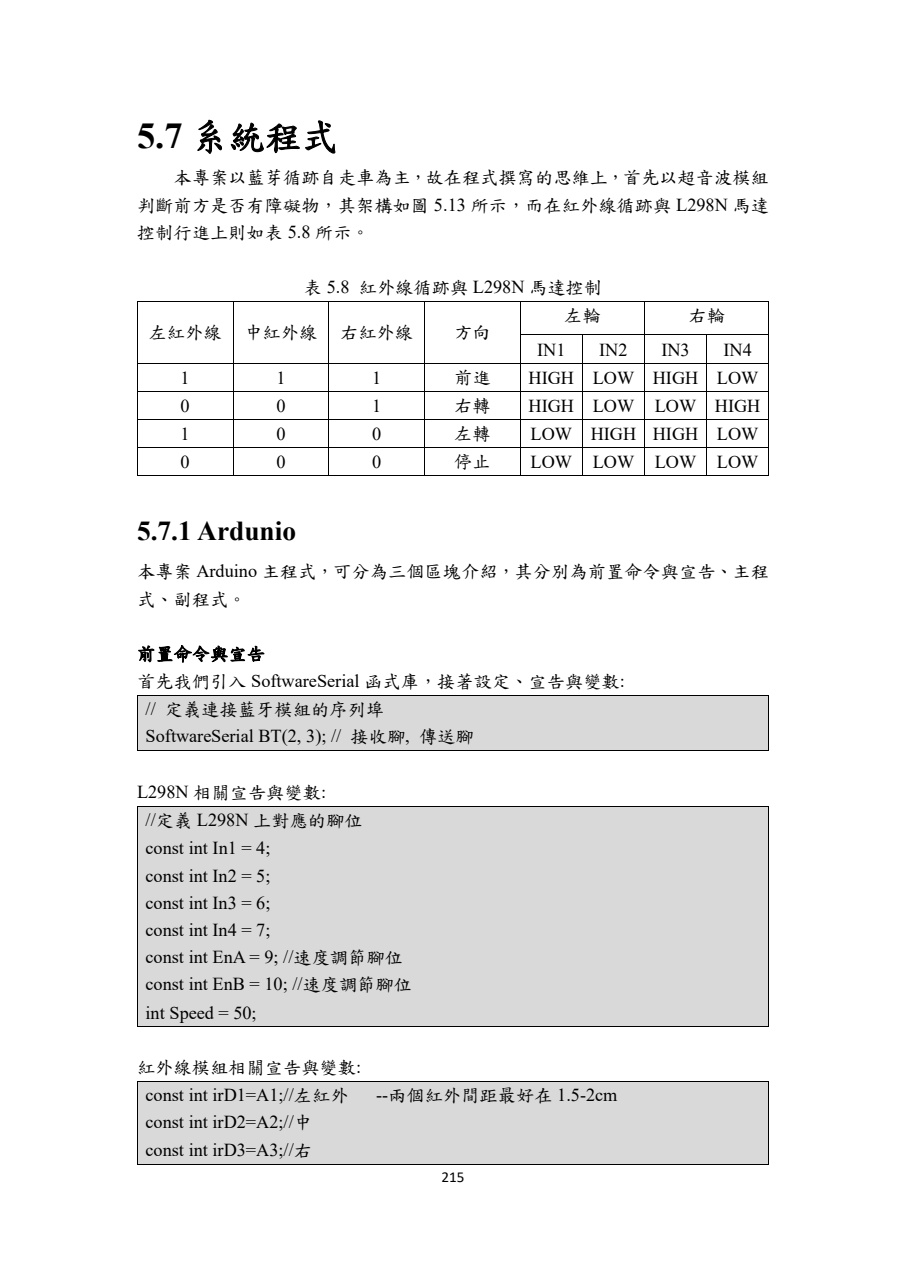 5.7 系統程式
本專案以藍芽循跡自走車為主，故在程式撰寫的思維上，首先以超音波模組
判斷前方是否有障礙物，其架構如圖 5.13 所示，而在紅外線循跡與 L298N 馬達
控制行進上則如表 5.8 所示。
表 5.8 紅外線循跡與 L298N 馬達控制
左紅外線 中紅外線 右紅外線 方向 左輪 右輪
IN1 IN2 IN3 IN4
1 1 1 前進 HIGH LOW HIGH LOW
0 0 1 右轉 HIGH LOW LOW HIGH
1 0 0 左轉 LOW HIGH HIGH LOW
0 0 0 停止 LOW LOW LOW LOW
5.7.1 Ardunio
本專案 Arduino 主程式，可分為三個區塊介紹，其分別為前置命令與宣告、主程
式、副程式。
前置命令與宣告
首先我們引入 SoftwareSerial 函式庫，接著設定、宣告與變數:
// 定義連接藍牙模組的序列埠
SoftwareSerial BT(2, 3); // 接收腳, 傳送腳
L298N 相關宣告與變數:
//定義 L298N 上對應的腳位
const int In1 = 4;
const int In2 = 5;
const int In3 = 6;
const int In4 = 7;
const int EnA = 9; //速度調節腳位
const int EnB = 10; //速度調節腳位
int Speed = 50;
紅外線模組相關宣告與變數:
const int irD1=A1;//左紅外 --兩個紅外間距最好在 1.5-2cm
const int irD2=A2;//中
const int irD3=A3;//右
215